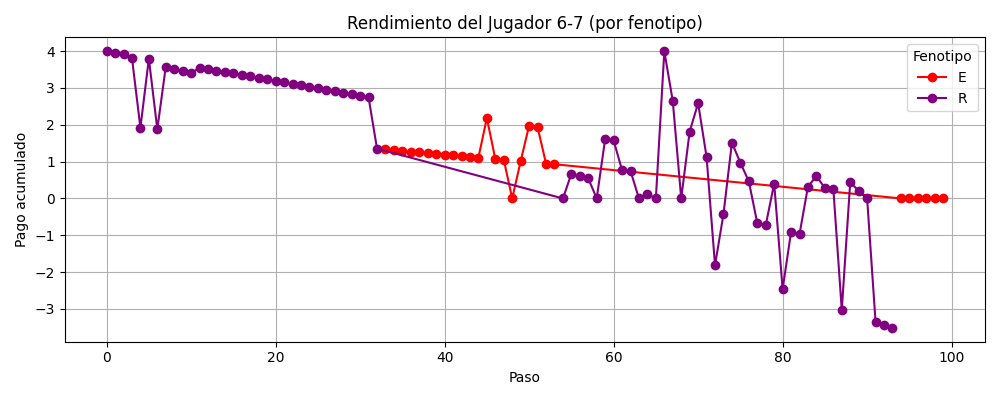 Rendimiento del Jugador 6-7 (por fenotipo)
Pago acumulado
4
3
2
1
0
−1
−2
−3
Fenotipo
E
R
0 20 40 60 80 100
Paso